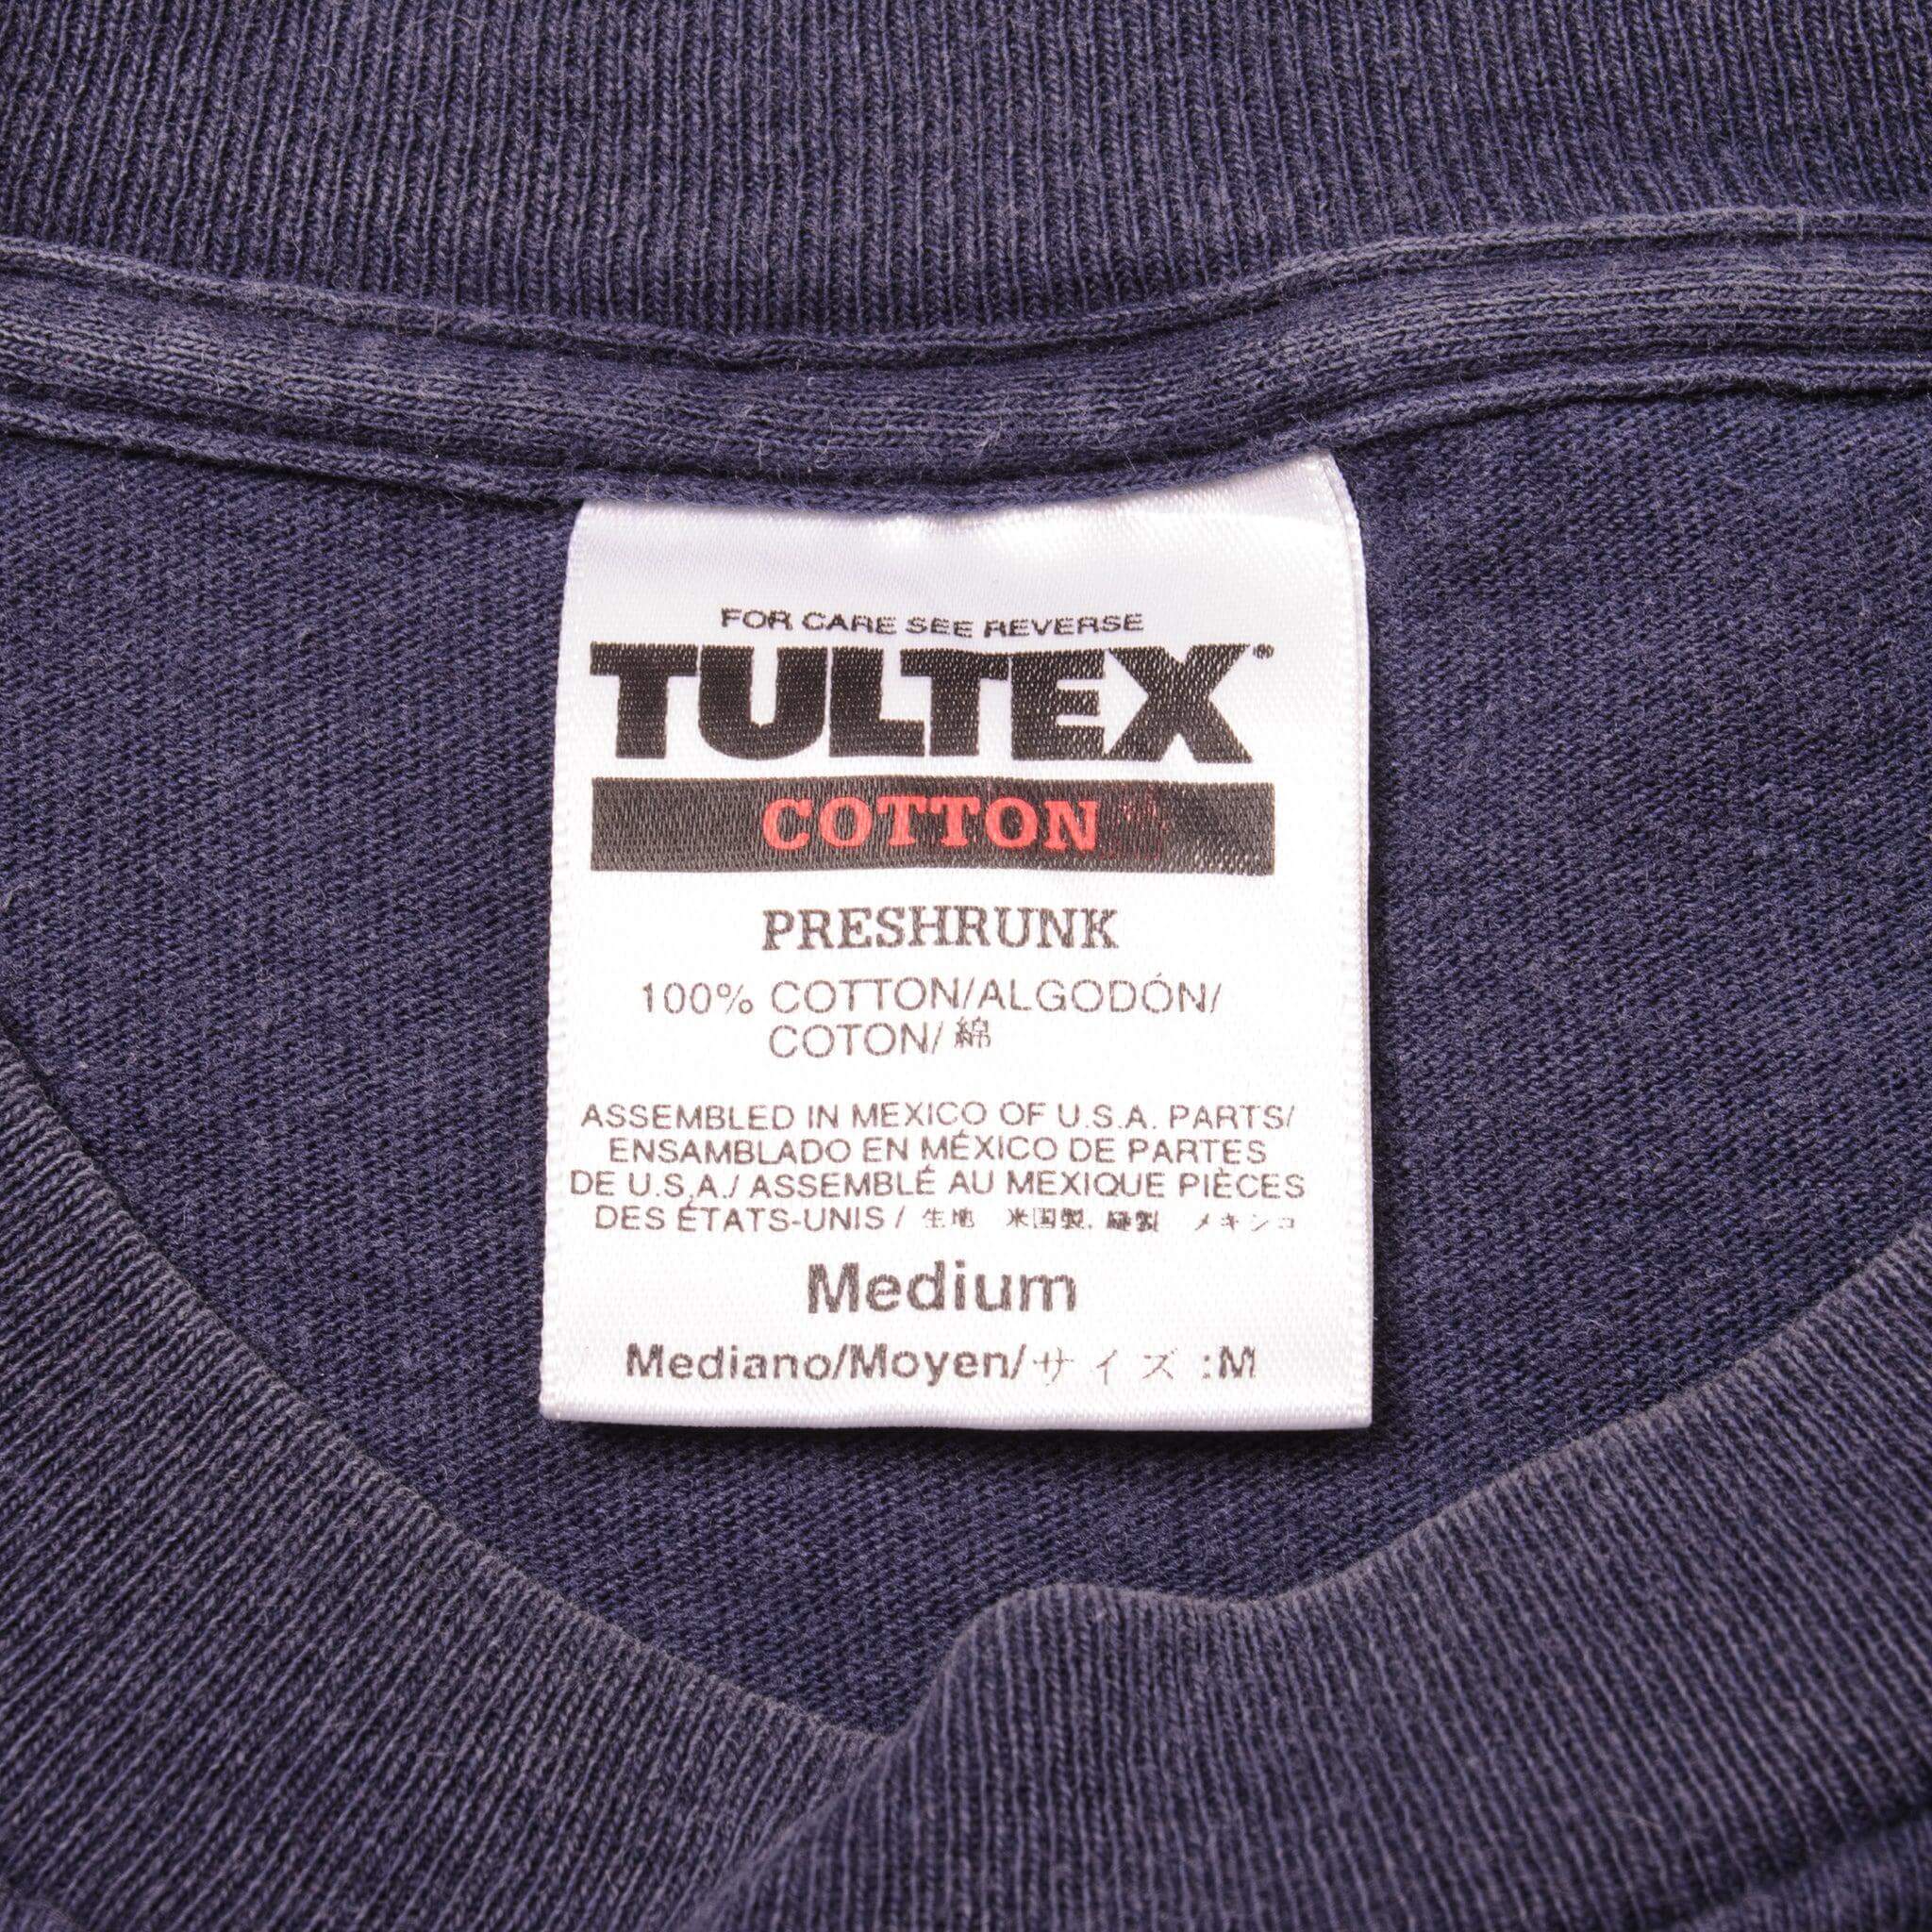 FOR CARE SEE REVERSE
TULTEX®
COTTON
PRESHRUNK
100% COTTON/ALGODÓN/
COTON/ 綿
ASSEMBLED IN MEXICO OF U.S.A. PARTS/
ENSAMBLADO EN MÉXICO DE PARTES
DE U.S.A./ ASSEMBLÉ AU MEXIQUE PIÈCES
DES ÉTATS-UNIS / 生地 米国製, 縫製 メキシコ
Medium
Mediano/Moyen/サイズ :M